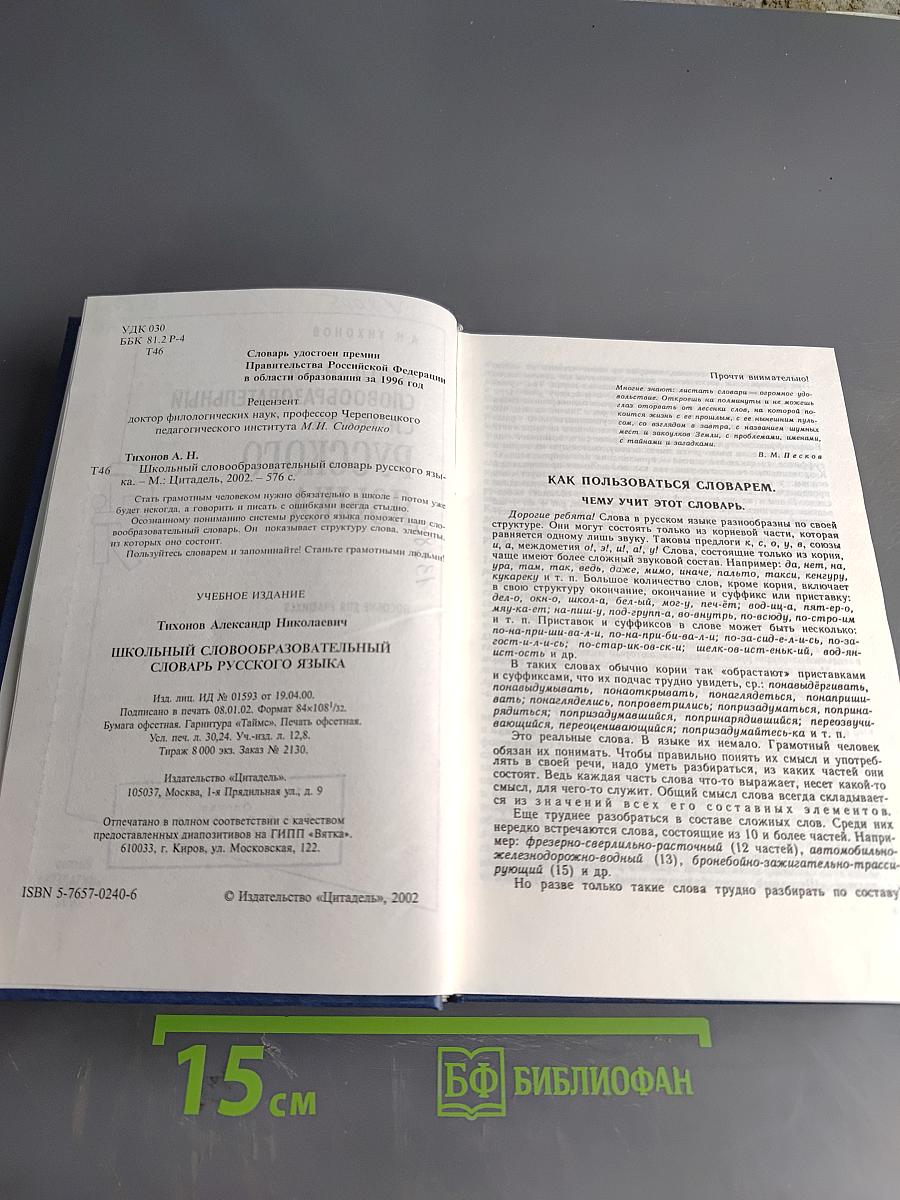 УДК 030
ББК 81.2 Р-4
Т46
Словарь удостоен премии
Правительства Российской Федерации
в области образования за 1996 год
Рецензент
доктор филологических наук, профессор Череповецкого
педагогического института М.И. Сидоренко
Тихонов А. Н.
Т46 Школьный словообразовательный словарь русского язы-
ка. – М.: Цитадель, 2002. – 576 с.
Стать грамотным человеком нужно обязательно в школе – потом уже
будет некогда, а говорить и писать с ошибками всегда стыдно.
Осознанному пониманию системы русского языка поможет наш сло-
вообразовательный словарь. Он показывает структуру слова, элементы,
из которых оно состоит.
Пользуйтесь словарем и запоминайте! Станьте грамотными людьми!
УЧЕБНОЕ ИЗДАНИЕ
Тихонов Александр Николаевич
ШКОЛЬНЫЙ СЛОВООБРАЗОВАТЕЛЬНЫЙ
СЛОВАРЬ РУССКОГО ЯЗЫКА
Изд. лиц. ИД № 01593 от 19.04.00.
Подписано в печать 08.01.02. Формат 84×108 1/32.
Бумага офсетная. Гарнитура «Таймс». Печать офсетная.
Усл. печ. л. 30,24. Уч.-изд. л. 12,8.
Тираж 8 000 экз. Заказ № 2130.
Издательство «Цитадель».
105037, Москва, 1-я Прядильная ул., д. 9
Отпечатано в полном соответствии с качеством
предоставленных диапозитивов на ГИПП «Вятка».
610033, г. Киров, ул. Московская, 122.
ISBN 5-7657-0240-6
© Издательство «Цитадель», 2002
Прочти внимательно!
Многие знают: листать словари — огромное удо-
вольствие. Откроешь на полминуты и не можешь
глаз оторвать от лесенки слов, на которой по-
коится жизнь с ее прошлым, с ее нынешним пуль-
сом, со взглядом в завтра, с названием шумных
мест и закоулков Земли, с проблемами, именами,
с тайнами и загадками.
В. М. Песков
КАК ПОЛЬЗОВАТЬСЯ СЛОВАРЕМ.
ЧЕМУ УЧИТ ЭТОТ СЛОВАРЬ.
Дорогие ребята! Слова в русском языке разнообразны по своей
структуре. Они могут состоять только из корневой части, которая
равняется одному лишь звуку. Таковы предлоги к, с, о, у, в, союзы
и, а, междометия о!, э!, и!, а!, у! Слова, состоящие только из корня,
чаще имеют более сложный звуковой состав. Например: да, нет, на,
ура, там, так, ведь, даже, мимо, иначе, пальто, такси, кенгуру,
кукареку и т. п. Большое количество слов, кроме корня, включает
в свою структуру окончание, окончание и суффикс или приставку:
дел-о, окн-о, школ-а, бел-ый, мог-у, печ-ёт; вод-иц-а, пят-ер-о,
мяу-ка-ет; на-пиш-у, под-групп-а, во-внутрь, по-всюду, по-стро-им
и т. п. Приставок и суффиксов в слове может быть несколько:
по-на-при-ши-ва-л-и, по-на-при-би-ва-л-и; по-за-сид-е-л-и-сь, по-за-
гост-и-л-и-сь; по-стар-ик-ов-ск-и; шелк-ов-ист-еньк-ий, вод-ян-
ист-ость и др.
В таких словах обычно корни так «обрастают» приставками
и суффиксами, что их подчас трудно увидеть, ср.: понавыдёргивать,
понавыдумывать, понаоткрывать, понаглядеться, понаприши-
вать; понагляделись, попроветрились; попризадуматься, поприна-
рядиться; попризадумавшийся, попринарядившийся; переозвучи-
вающийся, переоценивающийся; попризадумайтесь-ка и т. п.
Это реальные слова. В языке их немало. Грамотный человек
обязан их понимать. Чтобы правильно понять их смысл и употреб-
лять в своей речи, надо уметь разбираться, из каких частей они
состоят. Ведь каждая часть слова что-то выражает, несет какой-то
смысл, для чего-то служит. Общий смысл слова всегда складывает-
ся из значений всех его составных элементов.
Еще труднее разобраться в составе сложных слов. Среди них
нередко встречаются слова, состоящие из 10 и более частей. Напри-
мер: фрезерно-сверлильно-расточный (12 частей), автомобильно-
железнодорожно-водный (13), бронебойно-зажигательно-трасси-
рующий (15) и др.
Но разве только такие слова трудно разбирать по составу
15 см
БФ БИБЛИОФАН